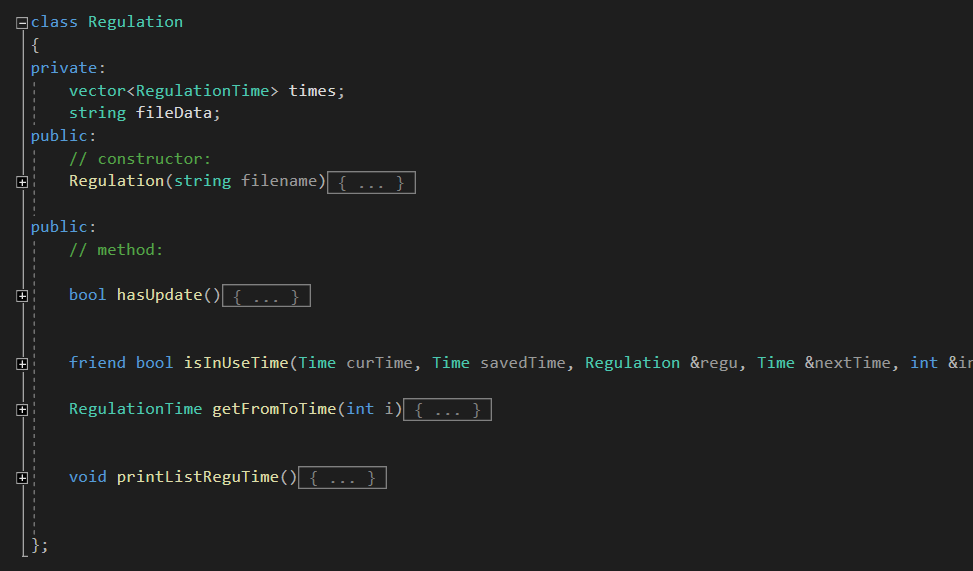 class Regulation
{
private:
    vector<RegulationTime> times;
    string fileData;
public:
    // constructor:
    Regulation(string filename){ ... }
public:
    // method:
    bool hasUpdate(){ ... }
    friend bool isInUseTime(Time curTime, Time savedTime, Regulation &regu, Time &nextTime, int &
    RegulationTime getFromToTime(int i){ ... }
    void printListReguTime(){ ... }
};